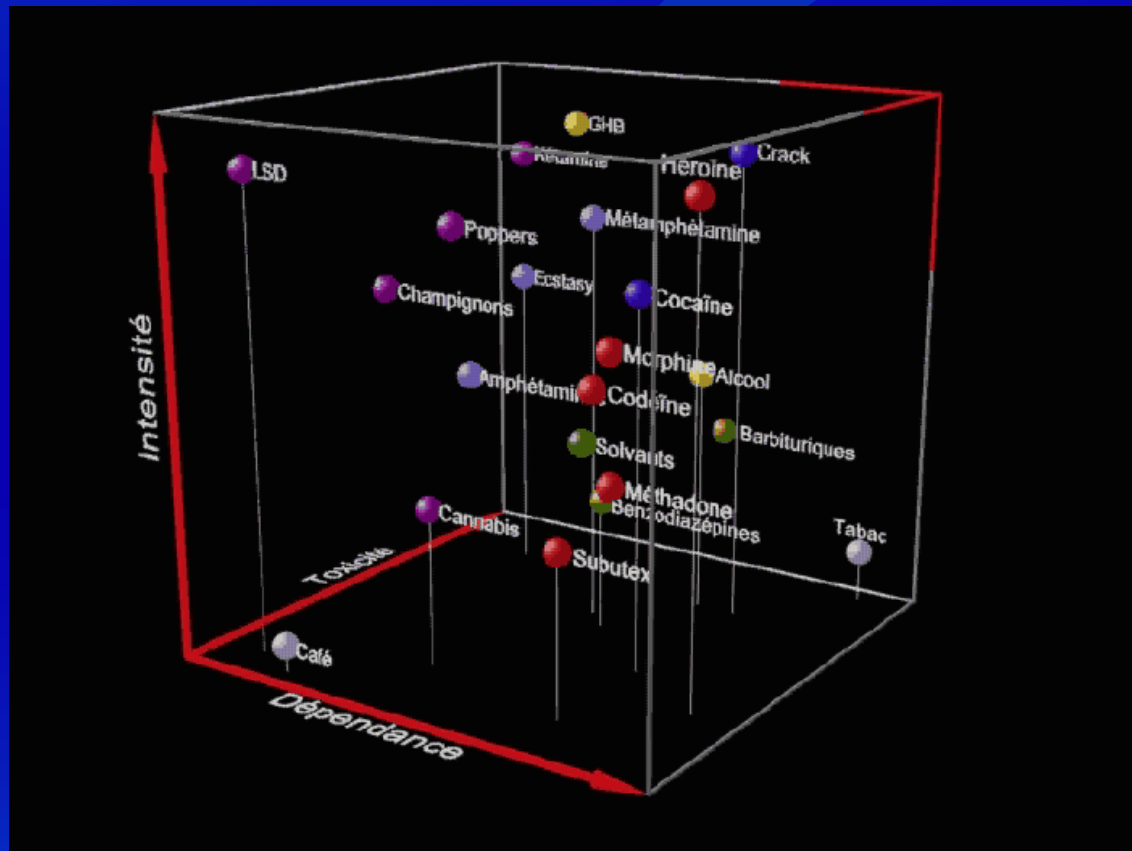 GHB
Kétamine
Crack
Héroïne
LSD
Métamphétamine
Poppers
Ecstasy
Champignons
Cocaïne
Morphine
Amphétamine
Alcool
Codéïne
Barbituriques
Solvants
Méthadone
Benzodiazépines
Cannabis
Tabac
Subutex
Intensité
Toxicité
Café
Dépendance